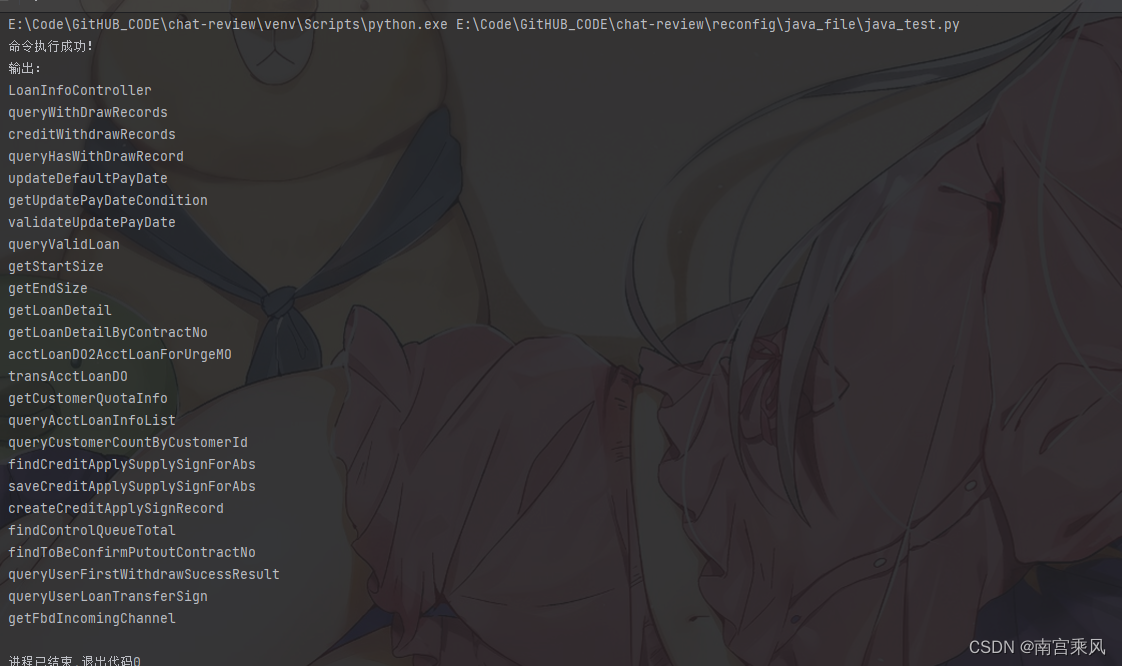 E:\Code\GitHUB_CODE\chat-review\venv\Scripts\python.exe E:\Code\GitHUB_CODE\chat-review\reconfig\java_file\java_test.py
命令执行成功!
输出:
LoanInfoController
queryWithDrawRecords
creditWithdrawRecords
queryHasWithDrawRecord
updateDefaultPayDate
getUpdatePayDateCondition
validateUpdatePayDate
queryValidLoan
getStartSize
getEndSize
getLoanDetail
getLoanDetailByContractNo
acctLoanDO2AcctLoanForUrgeMO
transAcctLoanDO
getCustomerQuotaInfo
queryAcctLoanInfoList
queryCustomerCountByCustomerId
findCreditApplySupplySignForAbs
saveCreditApplySupplySignForAbs
createCreditApplySignRecord
findControlQueueTotal
findToBeConfirmPutoutContractNo
queryUserFirstWithdrawSucessResult
queryUserLoanTransferSign
getFbdIncomingChannel
进程已结束,退出代码0
CSDN @南宫乘风